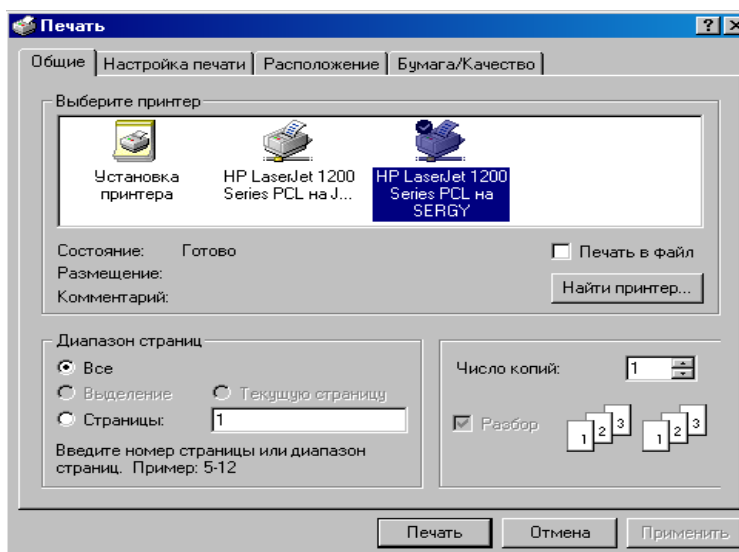 Печать
Общие
Настройка печати
Расположение
Бумага/Качество
Выберите принтер
Установка
принтера
HP LaserJet 1200
Series PCL на J...
HP LaserJet 1200
Series PCL на
SERGY
Состояние: Готово
Размещение:
Комментарий:
Печать в файл
Найти принтер...
Диапазон страниц
Все
Выделение
Текущую страницу
Страницы: 1
Введите номер страницы или диапазон
страниц. Пример: 5-12
Число копий: 1
Разбор
1 2 3 1 2 3
Печать
Отмена
Применить